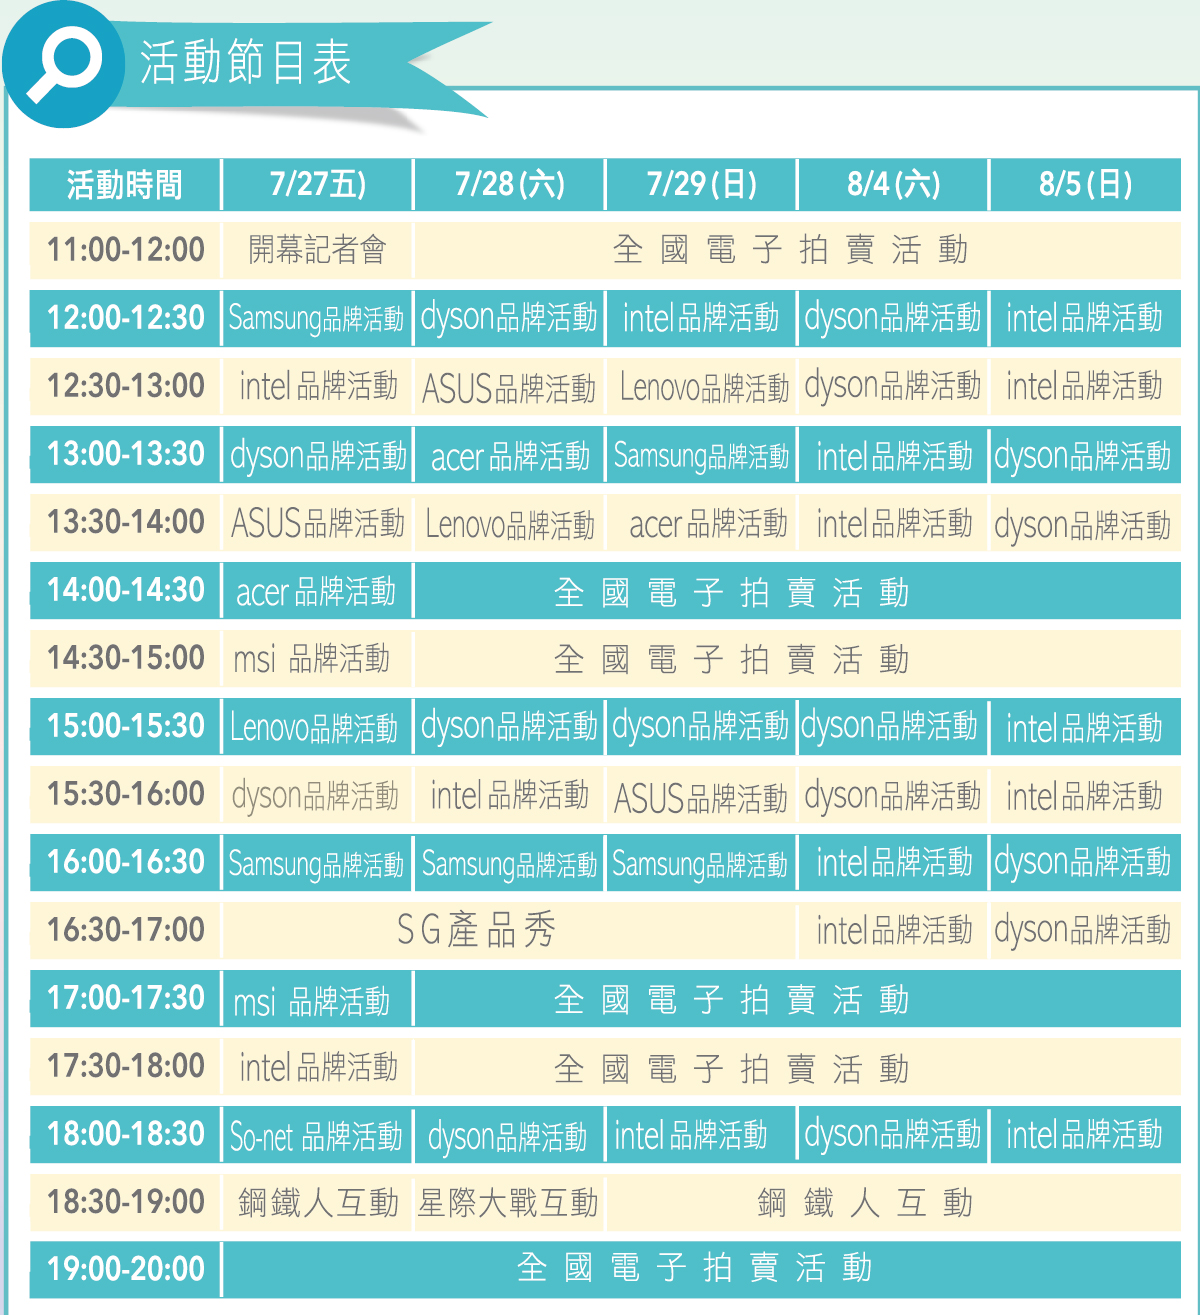 活動節目表
活動時間 7/27五) 7/28(六) 7/29(日) 8/4(六) 8/5(日)
11:00-12:00 開幕記者會 全國電子拍賣活動
12:00-12:30 Samsung品牌活動 dyson品牌活動 intel品牌活動 dyson品牌活動 intel品牌活動
12:30-13:00 intel品牌活動 ASUS品牌活動 Lenovo品牌活動 dyson品牌活動 intel品牌活動
13:00-13:30 dyson品牌活動 acer品牌活動 Samsung品牌活動 intel品牌活動 dyson品牌活動
13:30-14:00 ASUS品牌活動 Lenovo品牌活動 acer品牌活動 intel品牌活動 dyson品牌活動
14:00-14:30 acer品牌活動 全國電子拍賣活動
14:30-15:00 msi 品牌活動 全國電子拍賣活動
15:00-15:30 Lenovo品牌活動 dyson品牌活動 dyson品牌活動 dyson品牌活動 intel品牌活動
15:30-16:00 dyson品牌活動 intel品牌活動 ASUS品牌活動 dyson品牌活動 intel品牌活動
16:00-16:30 Samsung品牌活動 Samsung品牌活動 Samsung品牌活動 intel品牌活動 dyson品牌活動
16:30-17:00 SG產品秀 intel品牌活動 dyson品牌活動
17:00-17:30 msi 品牌活動 全國電子拍賣活動
17:30-18:00 intel品牌活動 全國電子拍賣活動
18:00-18:30 So-net 品牌活動 dyson品牌活動 intel品牌活動 dyson品牌活動 intel品牌活動
18:30-19:00 鋼鐵人互動 星際大戰互動 鋼鐵人互動
19:00-20:00 全國電子拍賣活動